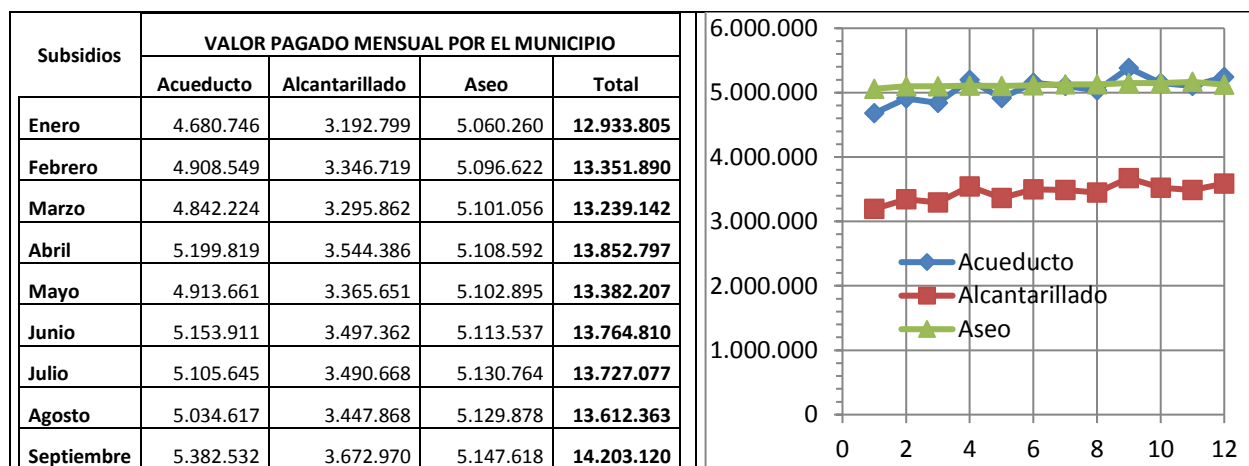 Subsidios VALOR PAGADO MENSUAL POR EL MUNICIPIO
Acueducto Alcantarillado Aseo Total
Enero 4.680.746 3.192.799 5.060.260 12.933.805
Febrero 4.908.549 3.346.719 5.096.622 13.351.890
Marzo 4.842.224 3.295.862 5.101.056 13.239.142
Abril 5.199.819 3.544.386 5.108.592 13.852.797
Mayo 4.913.661 3.365.651 5.102.895 13.382.207
Junio 5.153.911 3.497.362 5.113.537 13.764.810
Julio 5.105.645 3.490.668 5.130.764 13.727.077
Agosto 5.034.617 3.447.868 5.129.878 13.612.363
Septiembre 5.382.532 3.672.970 5.147.618 14.203.120
6.000.000
5.000.000
4.000.000
3.000.000
2.000.000
1.000.000
0
Acueducto
Alcantarillado
Aseo
0 2 4 6 8 10 12